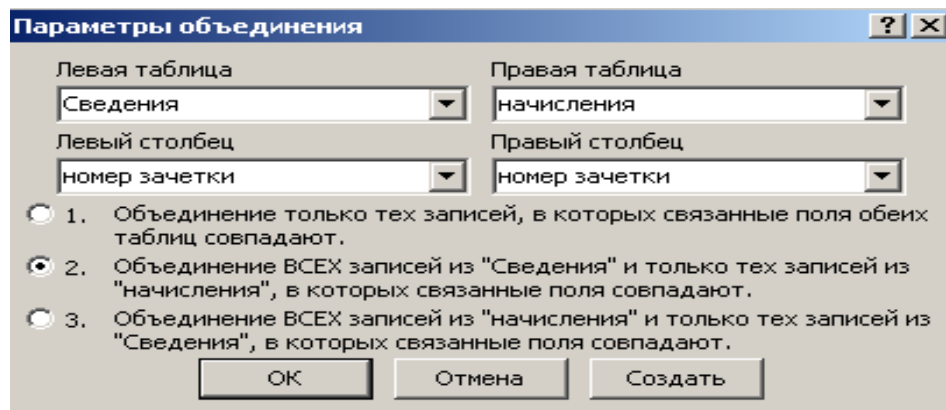 Параметры объединения
Левая таблица Правая таблица
Сведения начисления
Левый столбец Правый столбец
номер зачетки номер зачетки
1. Объединение только тех записей, в которых связанные поля обеих
таблиц совпадают.
2. Объединение ВСЕХ записей из "Сведения" и только тех записей из
"начисления", в которых связанные поля совпадают.
3. Объединение ВСЕХ записей из "начисления" и только тех записей из
"Сведения", в которых связанные поля совпадают.
ОК Отмена Создать